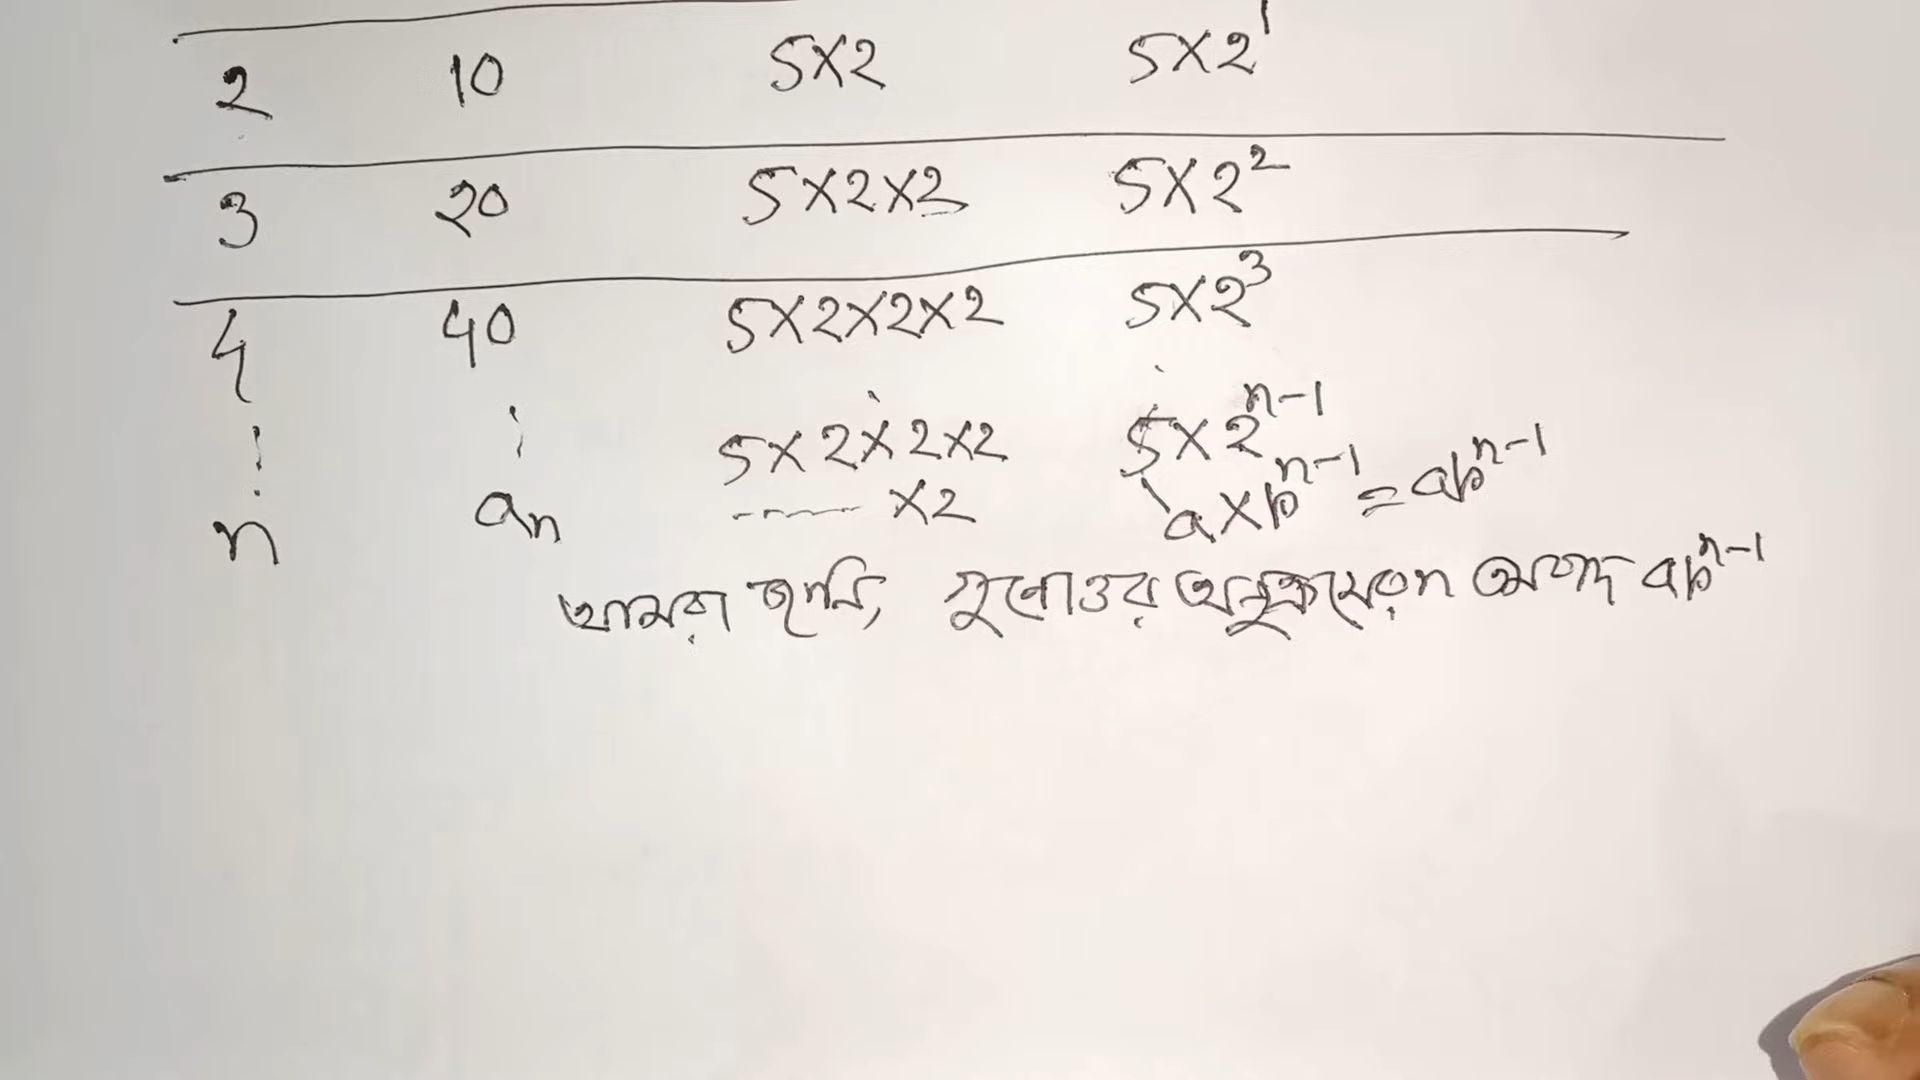 2 10 5×2 5×2¹
3 20 5×2×2 5×2²
4 40 5×2×2×2 5×2³
⋮ ⋮ 5×2×2×2 5×2ⁿ⁻¹
n aₙ ------ ×2 a×bⁿ⁻¹ = abⁿ⁻¹
আমরা জানি, গুনোত্তর অনুক্রমের n তম পদ abⁿ⁻¹